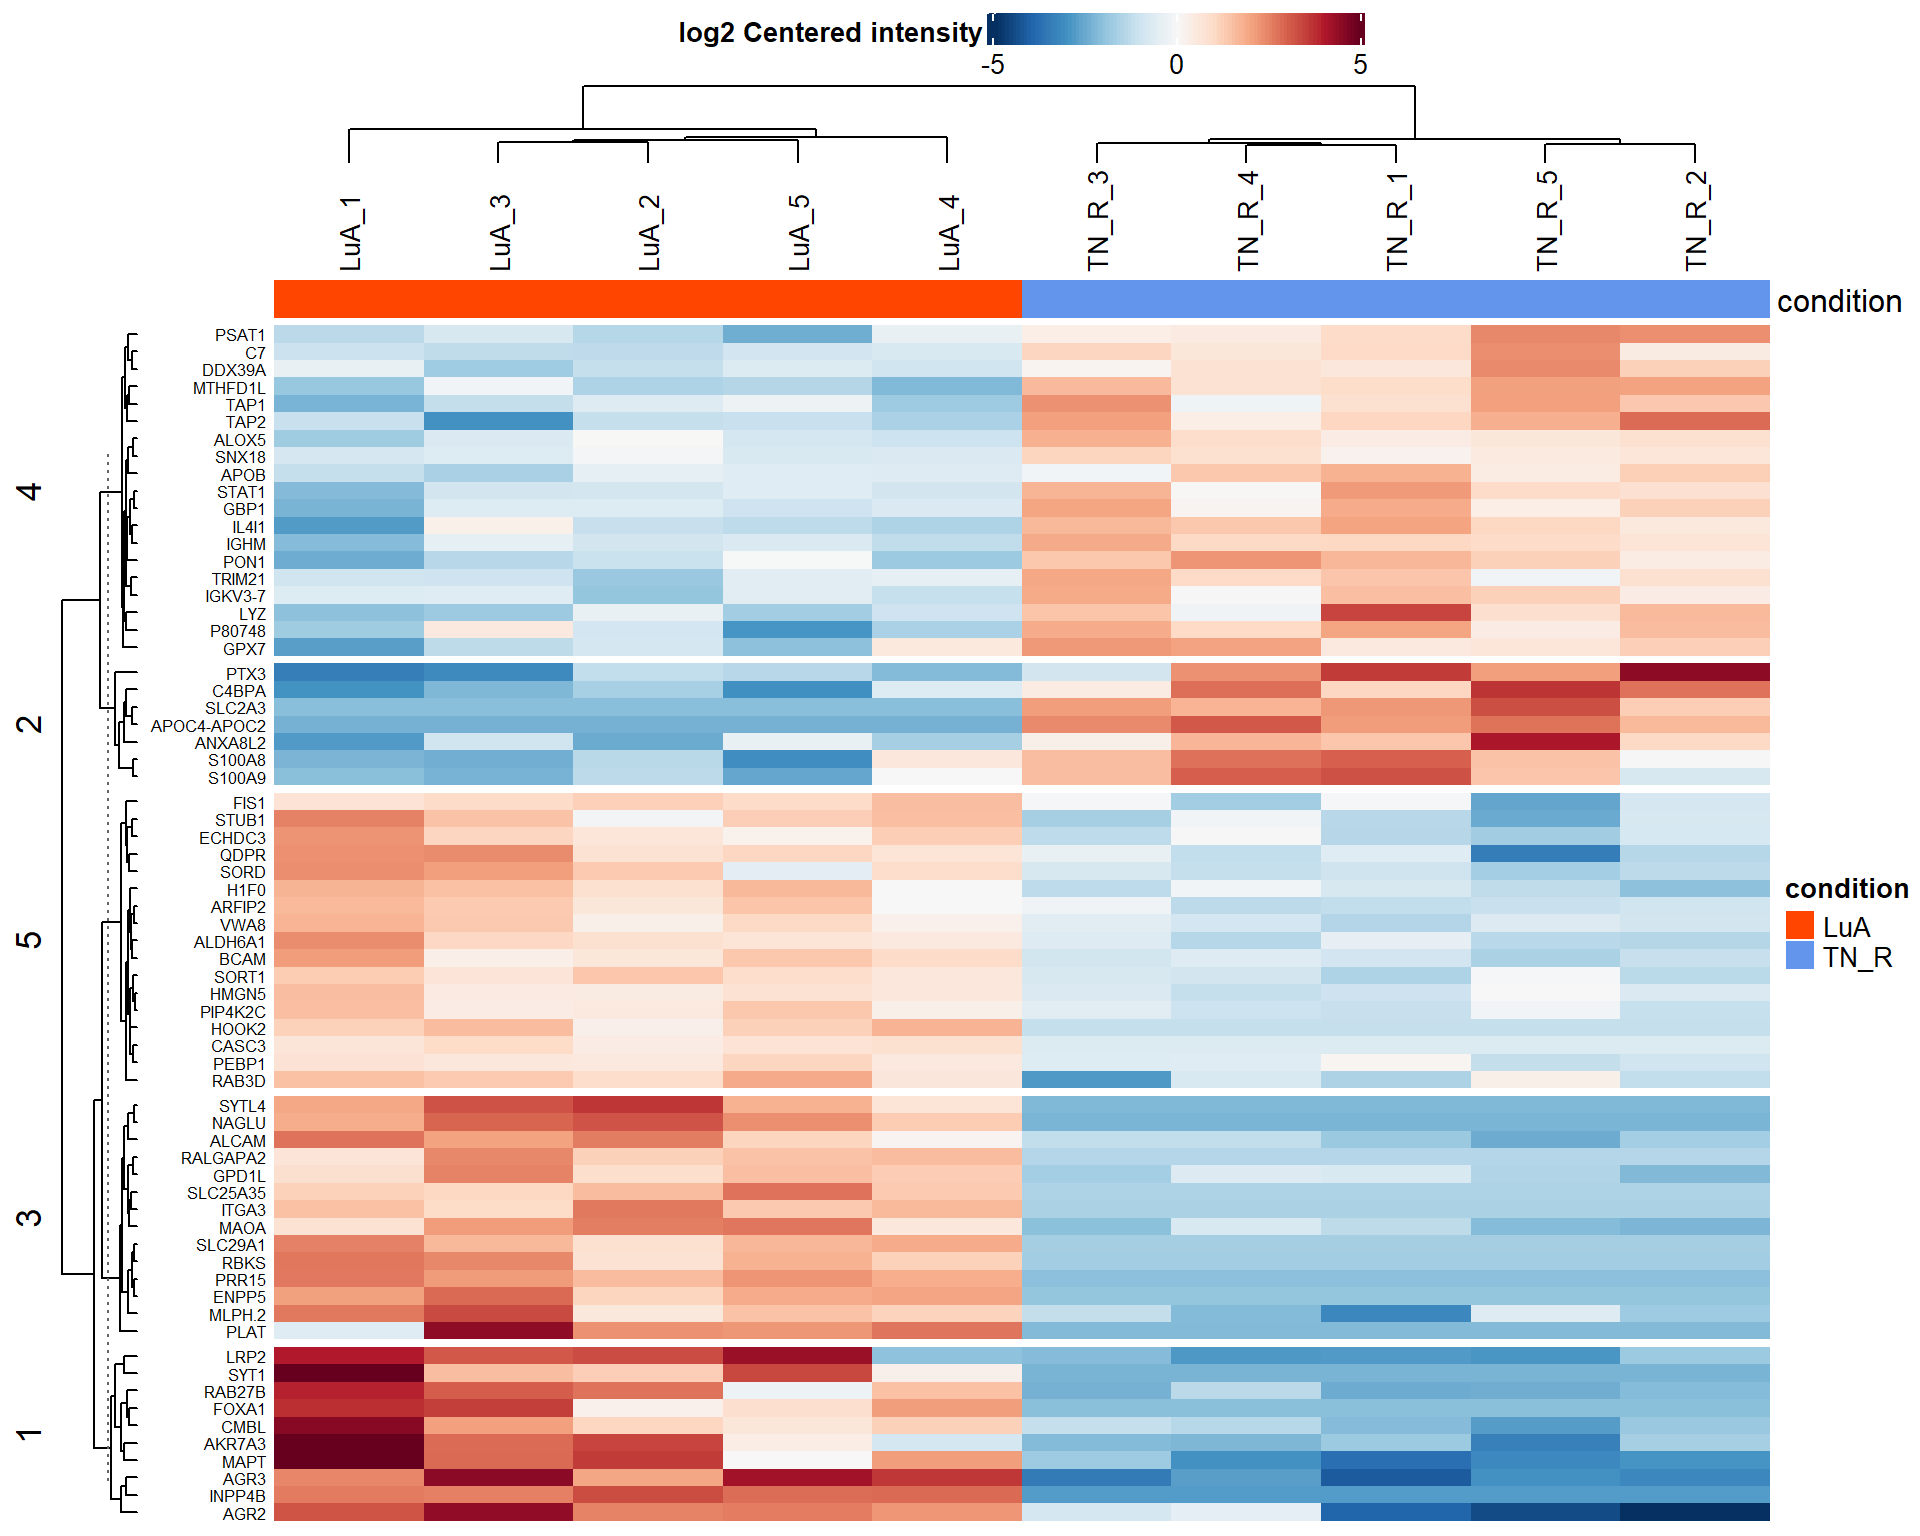 log2 Centered intensity
-5 0 5
LuA_1
LuA_3
LuA_2
LuA_5
LuA_4
TN_R_3
TN_R_4
TN_R_1
TN_R_5
TN_R_2
condition
4
PSAT1
C7
DDX39A
MTHFD1L
TAP1
TAP2
ALOX5
SNX18
APOB
STAT1
GBP1
IL4I1
IGHM
PON1
TRIM21
IGKV3-7
LYZ
P80748
GPX7
2
PTX3
C4BPA
SLC2A3
APOC4-APOC2
ANXA8L2
S100A8
S100A9
5
FIS1
STUB1
ECHDC3
QDPR
SORD
H1F0
ARFIP2
VWA8
ALDH6A1
BCAM
SORT1
HMGN5
PIP4K2C
HOOK2
CASC3
PEBP1
RAB3D
3
SYTL4
NAGLU
ALCAM
RALGAPA2
GPD1L
SLC25A35
ITGA3
MAOA
SLC29A1
RBKS
PRR15
ENPP5
MLPH.2
PLAT
1
LRP2
SYT1
RAB27B
FOXA1
CMBL
AKR7A3
MAPT
AGR3
INPP4B
AGR2
condition
LuA
TN_R